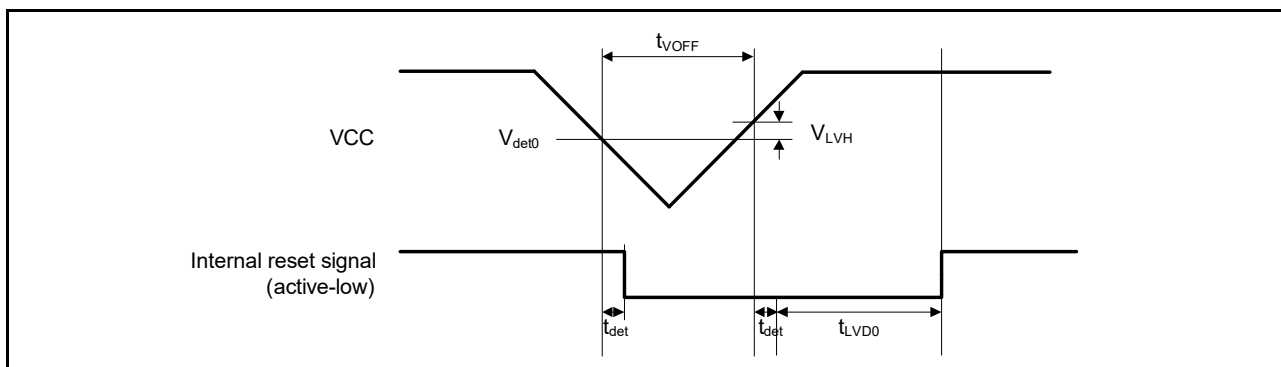 tVOFF
VCC
Vdet0
VLVH
Internal reset signal
(active-low)
tdet
tdet
tLVD0